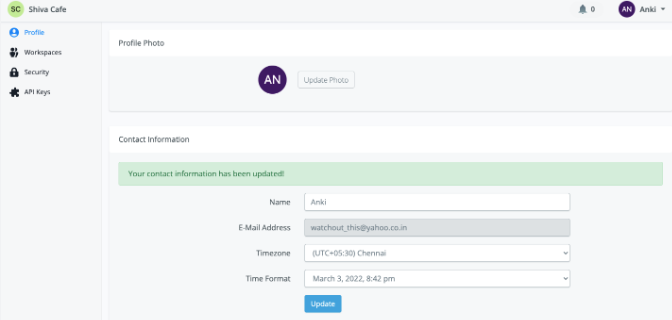 SC Shiva Cafe
0
AN Anki
Profile
Workspaces
Security
API Keys
Profile Photo
AN Update Photo
Contact Information
Your contact information has been updated!
Name Anki
E-Mail Address watchout_this@yahoo.co.in
Timezone (UTC+05:30) Chennai
Time Format March 3, 2022, 8:42 pm
Update